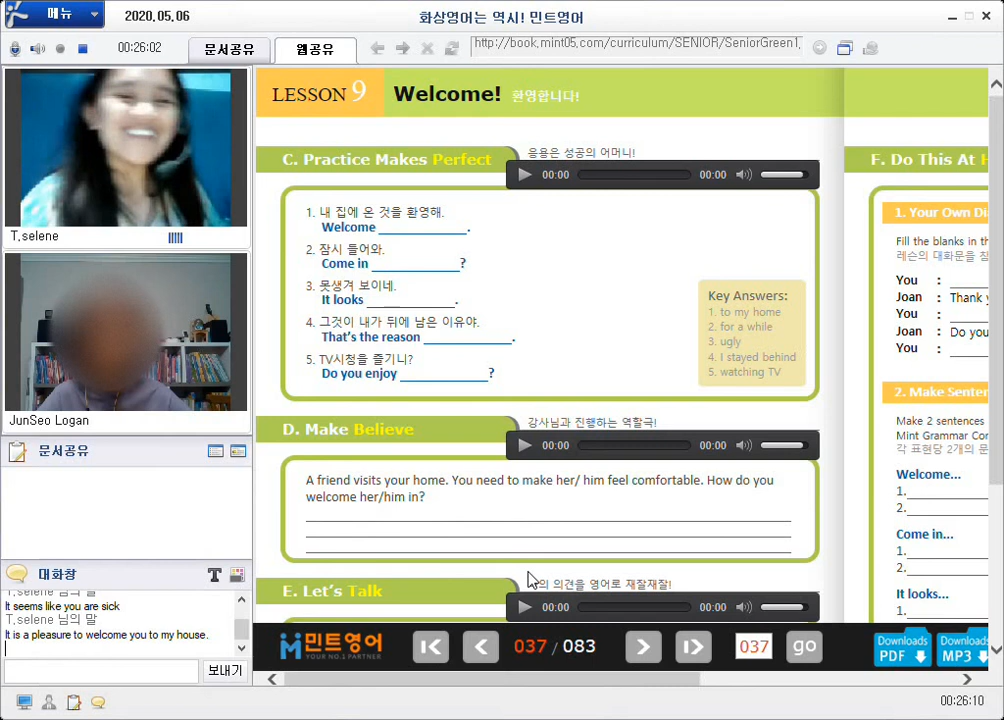 메뉴
2020.05.06
화상영어는 역시! 민트영어
00:26:02
문서공유
웹공유
http://book.mint05.com/curriculum/SENIOR/SeniorGreen1.
T.selene
JunSeo Logan
문서공유
대화창
It seems like you are sick
T.selene 님의 말
It is a pleasure to welcome you to my house.
보내기
LESSON 9
Welcome! 환영합니다!
C. Practice Makes Perfect
응용은 성공의 어머니!
00:00 00:00
1. 내 집에 온 것을 환영해.
Welcome ____________.
2. 잠시 들어와.
Come in ____________?
3. 못생겨 보이네.
It looks ____________.
4. 그것이 내가 뒤에 남은 이유야.
That's the reason ____________.
5. TV시청을 즐기니?
Do you enjoy ____________?
Key Answers:
1. to my home
2. for a while
3. ugly
4. I stayed behind
5. watching TV
D. Make Believe
강사님과 진행하는 역할극!
00:00 00:00
A friend visits your home. You need to make her/ him feel comfortable. How do you
welcome her/him in?
E. Let's Talk
의 의견을 영어로 재잘재잘!
00:00 00:00
F. Do This At
1. Your Own Di
Fill the blanks in th
레슨의 대화문을 참
You :
Joan : Thank y
You :
Joan : Do you
You :
2. Make Senten
Make 2 sentences
Mint Grammar Cor
각 표현당 2개의 문
Welcome...
1.
2.
Come in...
1.
2.
It looks...
1.
민트영어
YOUR NO.1 PARTNER
037 / 083
037
go
Downloads
PDF
Downloads
MP3
00:26:10